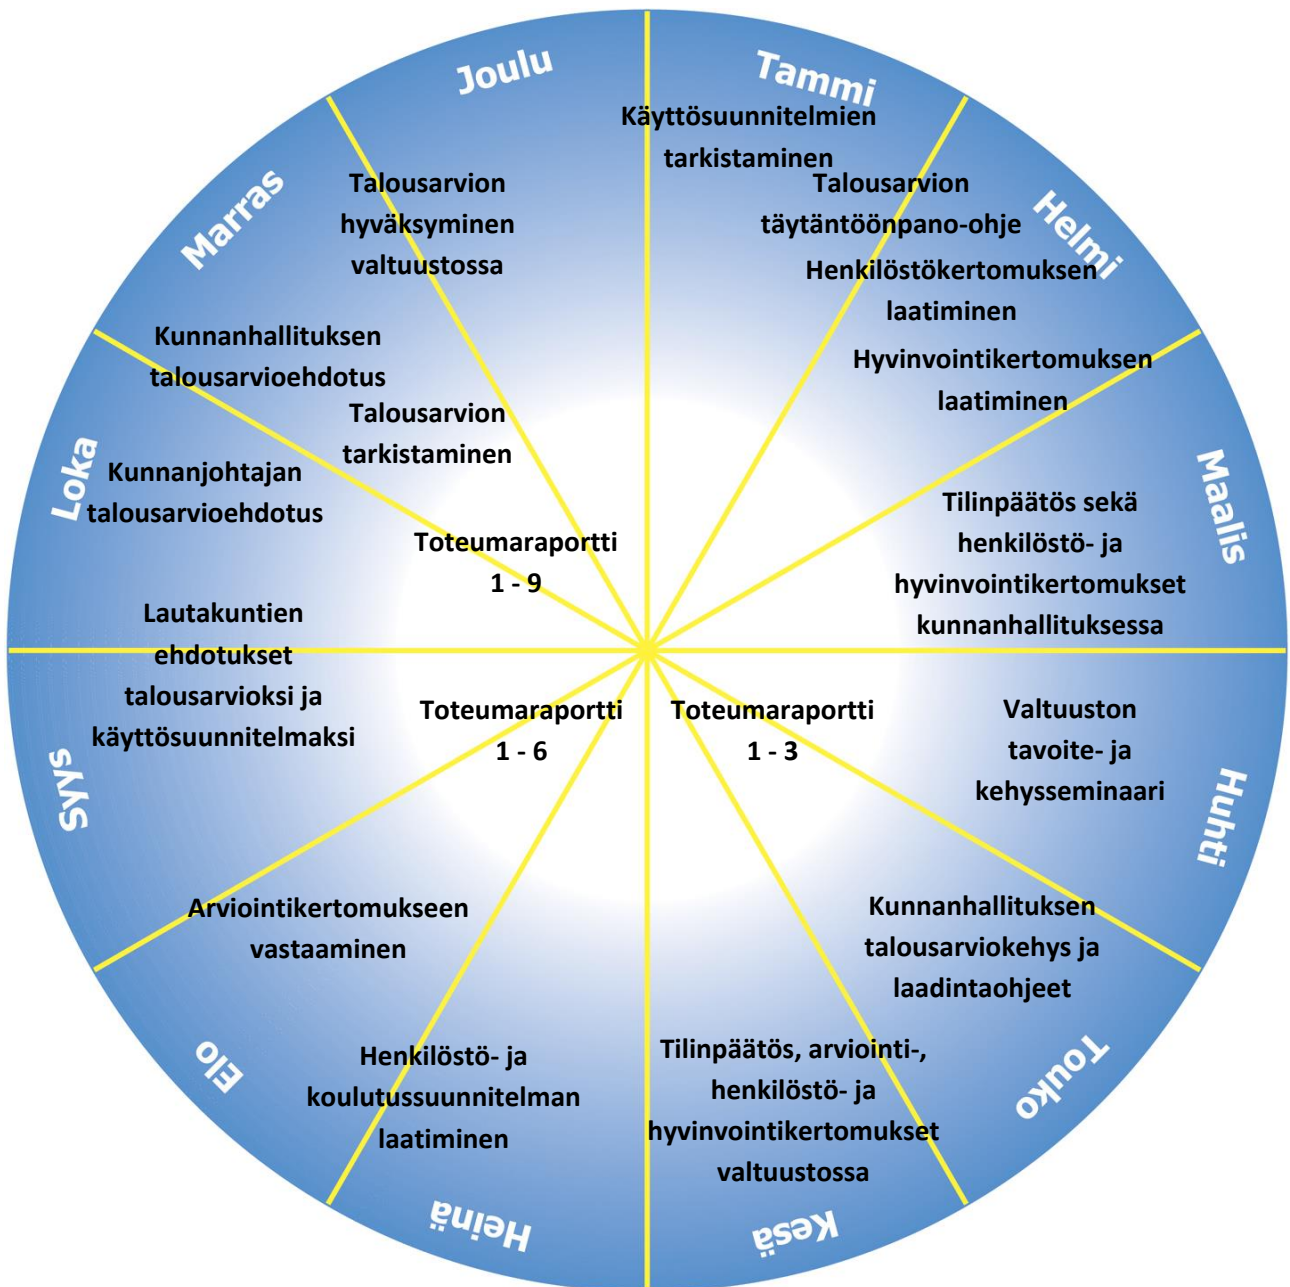 Tammi
Käyttösuunnitelmien
tarkistaminen
Talousarvion
täytäntöönpano-ohje
Helmi
Henkilöstökertomuksen
laatiminen
Hyvinvointikertomuksen
laatiminen
Maalis
Tilinpäätös sekä
henkilöstö- ja
hyvinvointikertomukset
kunnanhallituksessa
Huhti
Valtuuston
tavoite- ja
kehysseminaari
Toteumaraportti
1 - 3
Touko
Kunnanhallituksen
talousarviokehys ja
laadintaohjeet
Kesä
Tilinpäätös, arviointi-,
henkilöstö- ja
hyvinvointikertomukset
valtuustossa
Heinä
Henkilöstö- ja
koulutussuunnitelman
laatiminen
Elo
Arviointikertomukseen
vastaaminen
Toteumaraportti
1 - 6
Syys
Lautakuntien
ehdotukset
talousarvioksi ja
käyttösuunnitelmaksi
Loka
Kunnanjohtajan
talousarvioehdotus
Toteumaraportti
1 - 9
Marras
Kunnanhallituksen
talousarvioehdotus
Talousarvion
tarkistaminen
Joulu
Talousarvion
hyväksyminen
valtuustossa